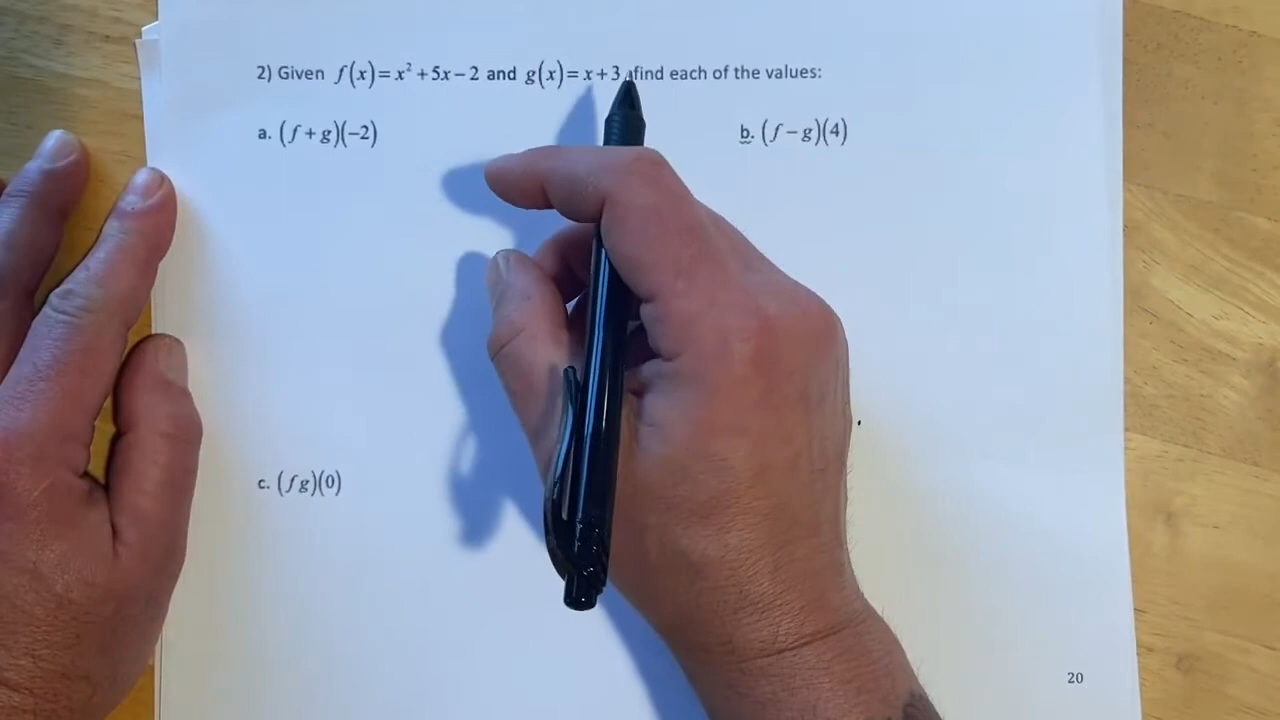 2) Given f(x)=x²+5x−2 and g(x)=x+3 find each of the values:
a. (f+g)(−2)
b. (f−g)(4)
c. (fg)(0)
20